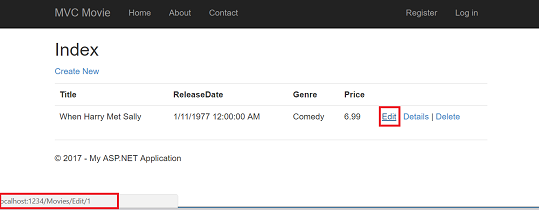 MVC Movie Home About Contact Register Log in
Index
Create New
Title ReleaseDate Genre Price
When Harry Met Sally 1/11/1977 12:00:00 AM Comedy 6.99 Edit | Details | Delete
© 2017 - My ASP.NET Application
ocalhost:1234/Movies/Edit/1